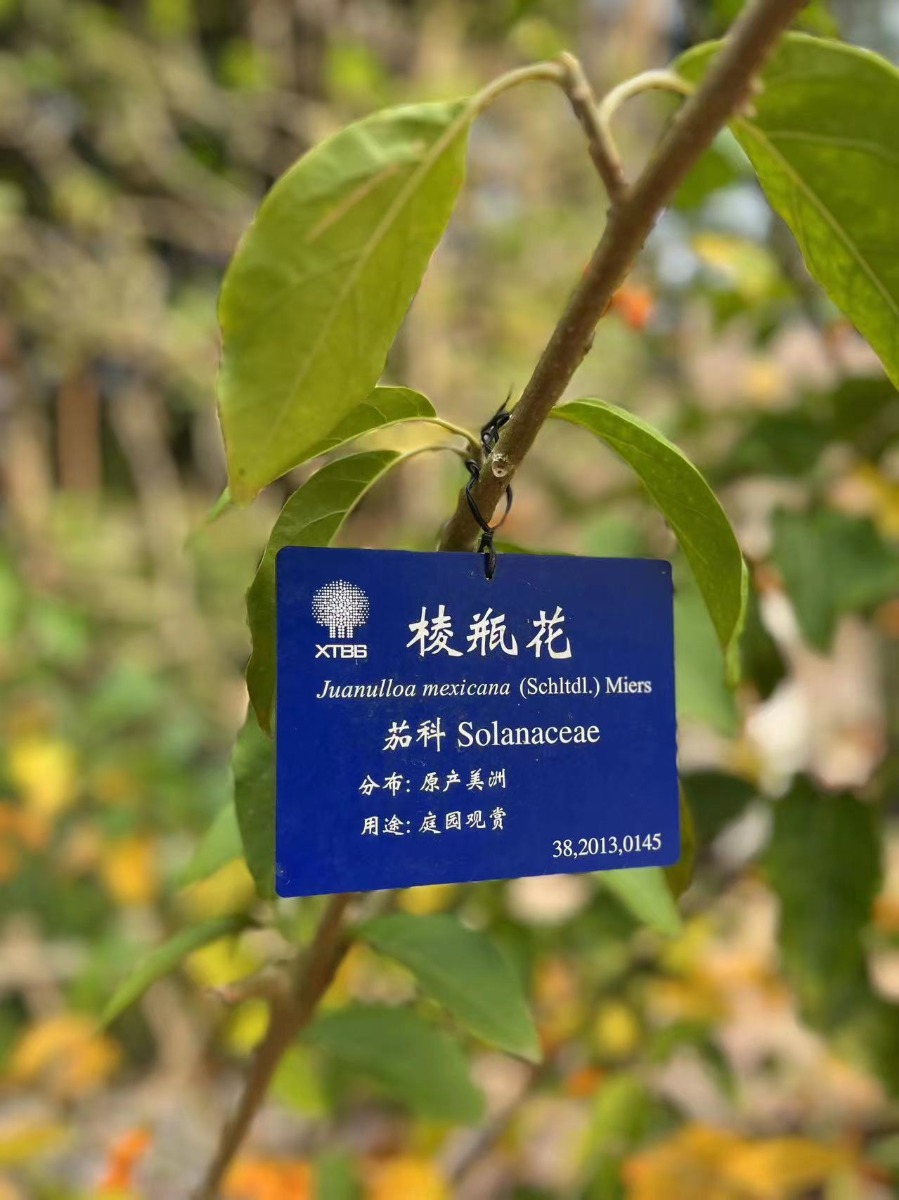 XTBG
棱瓶花
Juanulloa mexicana (Schltdl.) Miers
茄科 Solanaceae
分布: 原产美洲
用途: 庭园观赏
38,2013,0145